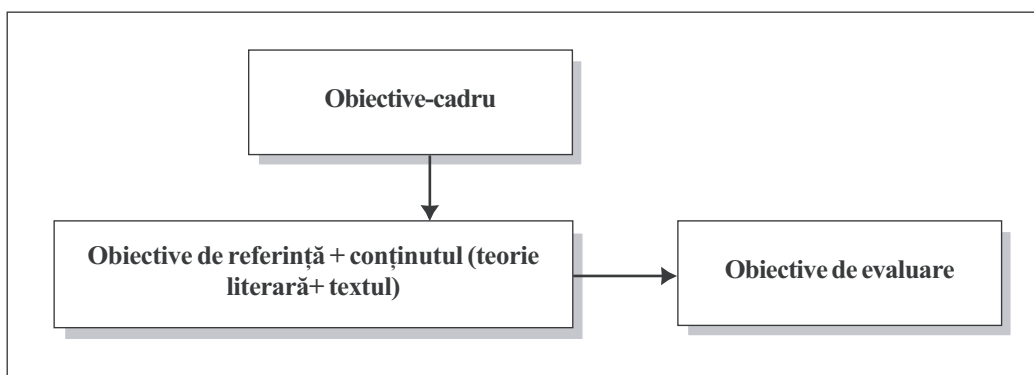 Obiective-cadru
Obiective de referință + conținutul (teorie
literară+ textul)
Obiective de evaluare